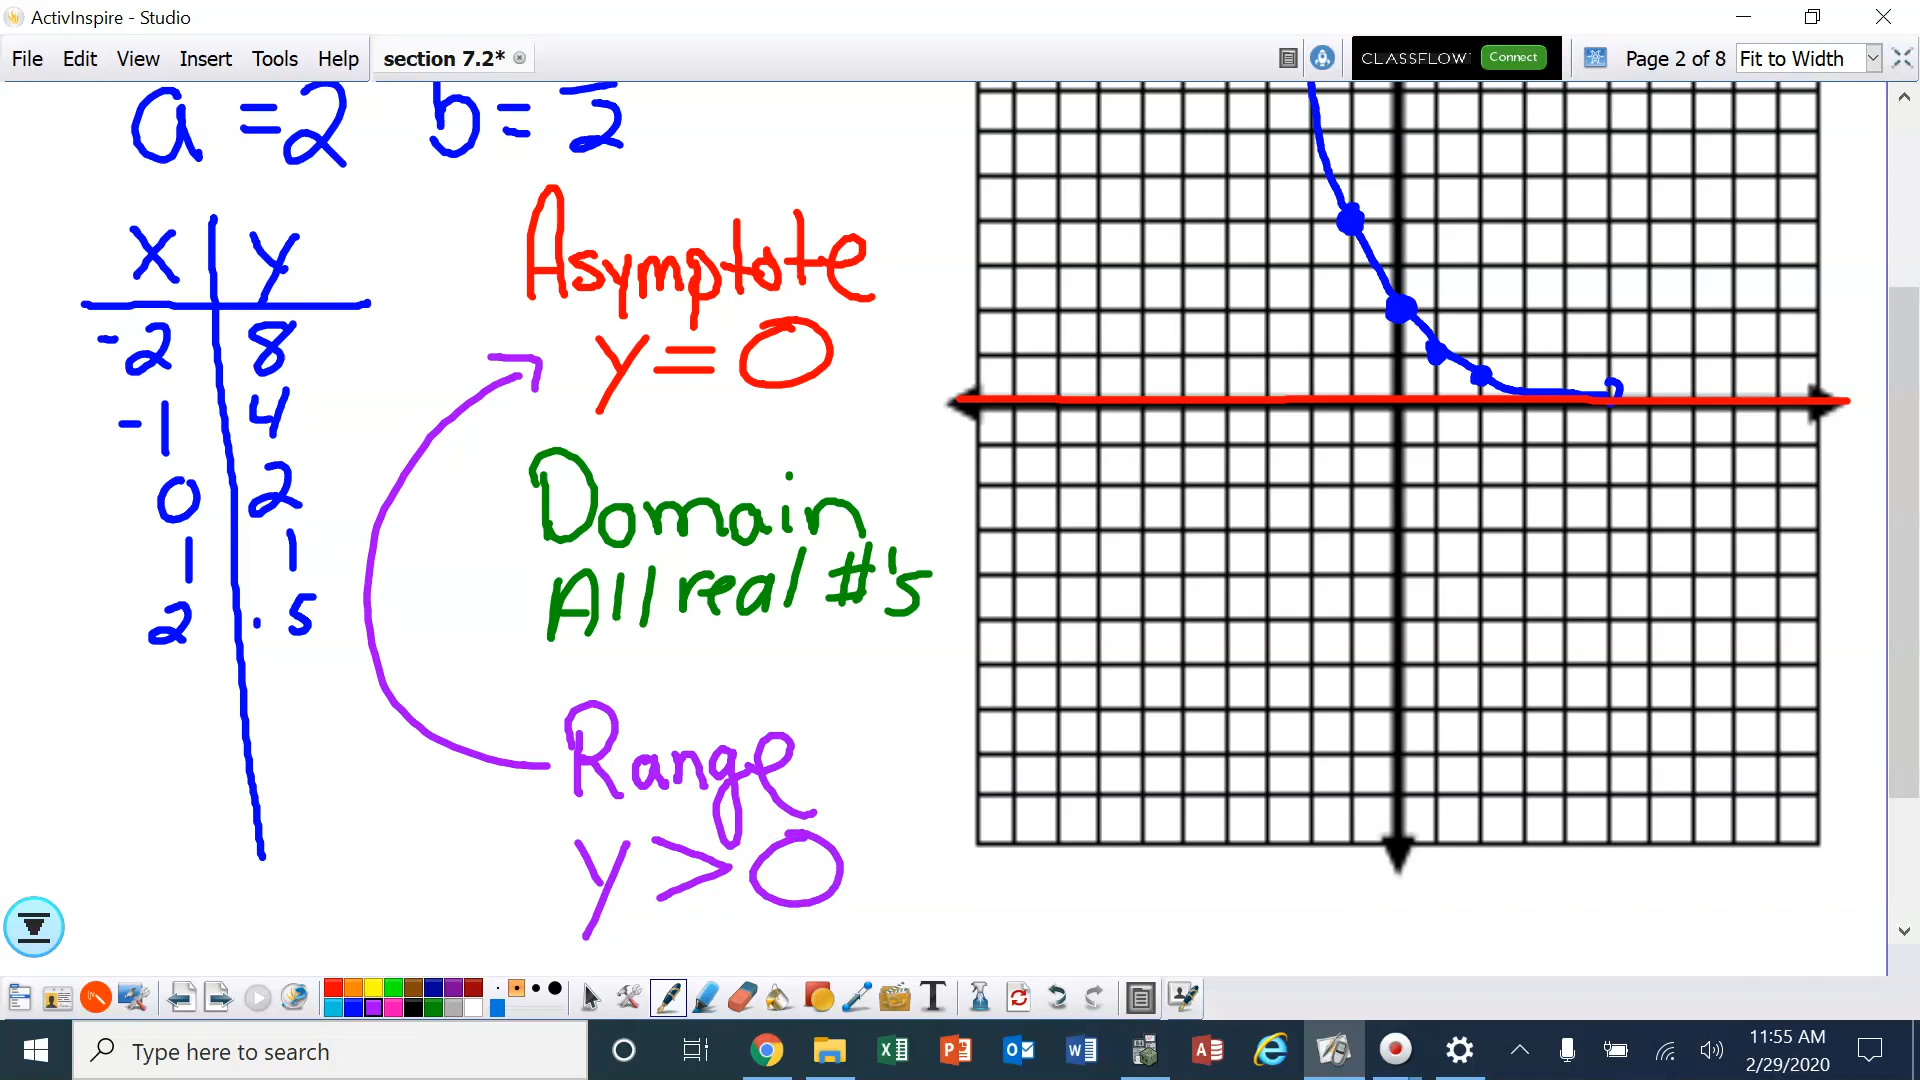 ActivInspire - Studio
File Edit View Insert Tools Help section 7.2* CLASSFLOW Connect Page 2 of 8 Fit to Width
a = 2 b = 2
x y
-2 8
-1 4
0 2
1 1
2 .5
Asymptote
y = 0
Domain
All real #'s
Range
y > 0
Type here to search
11:55 AM
2/29/2020